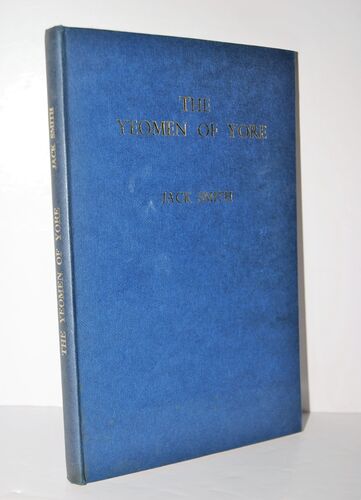 THE
YEOMEN OF YORE
JACK SMITH
THE YEOMEN OF YORE JACK SMITH